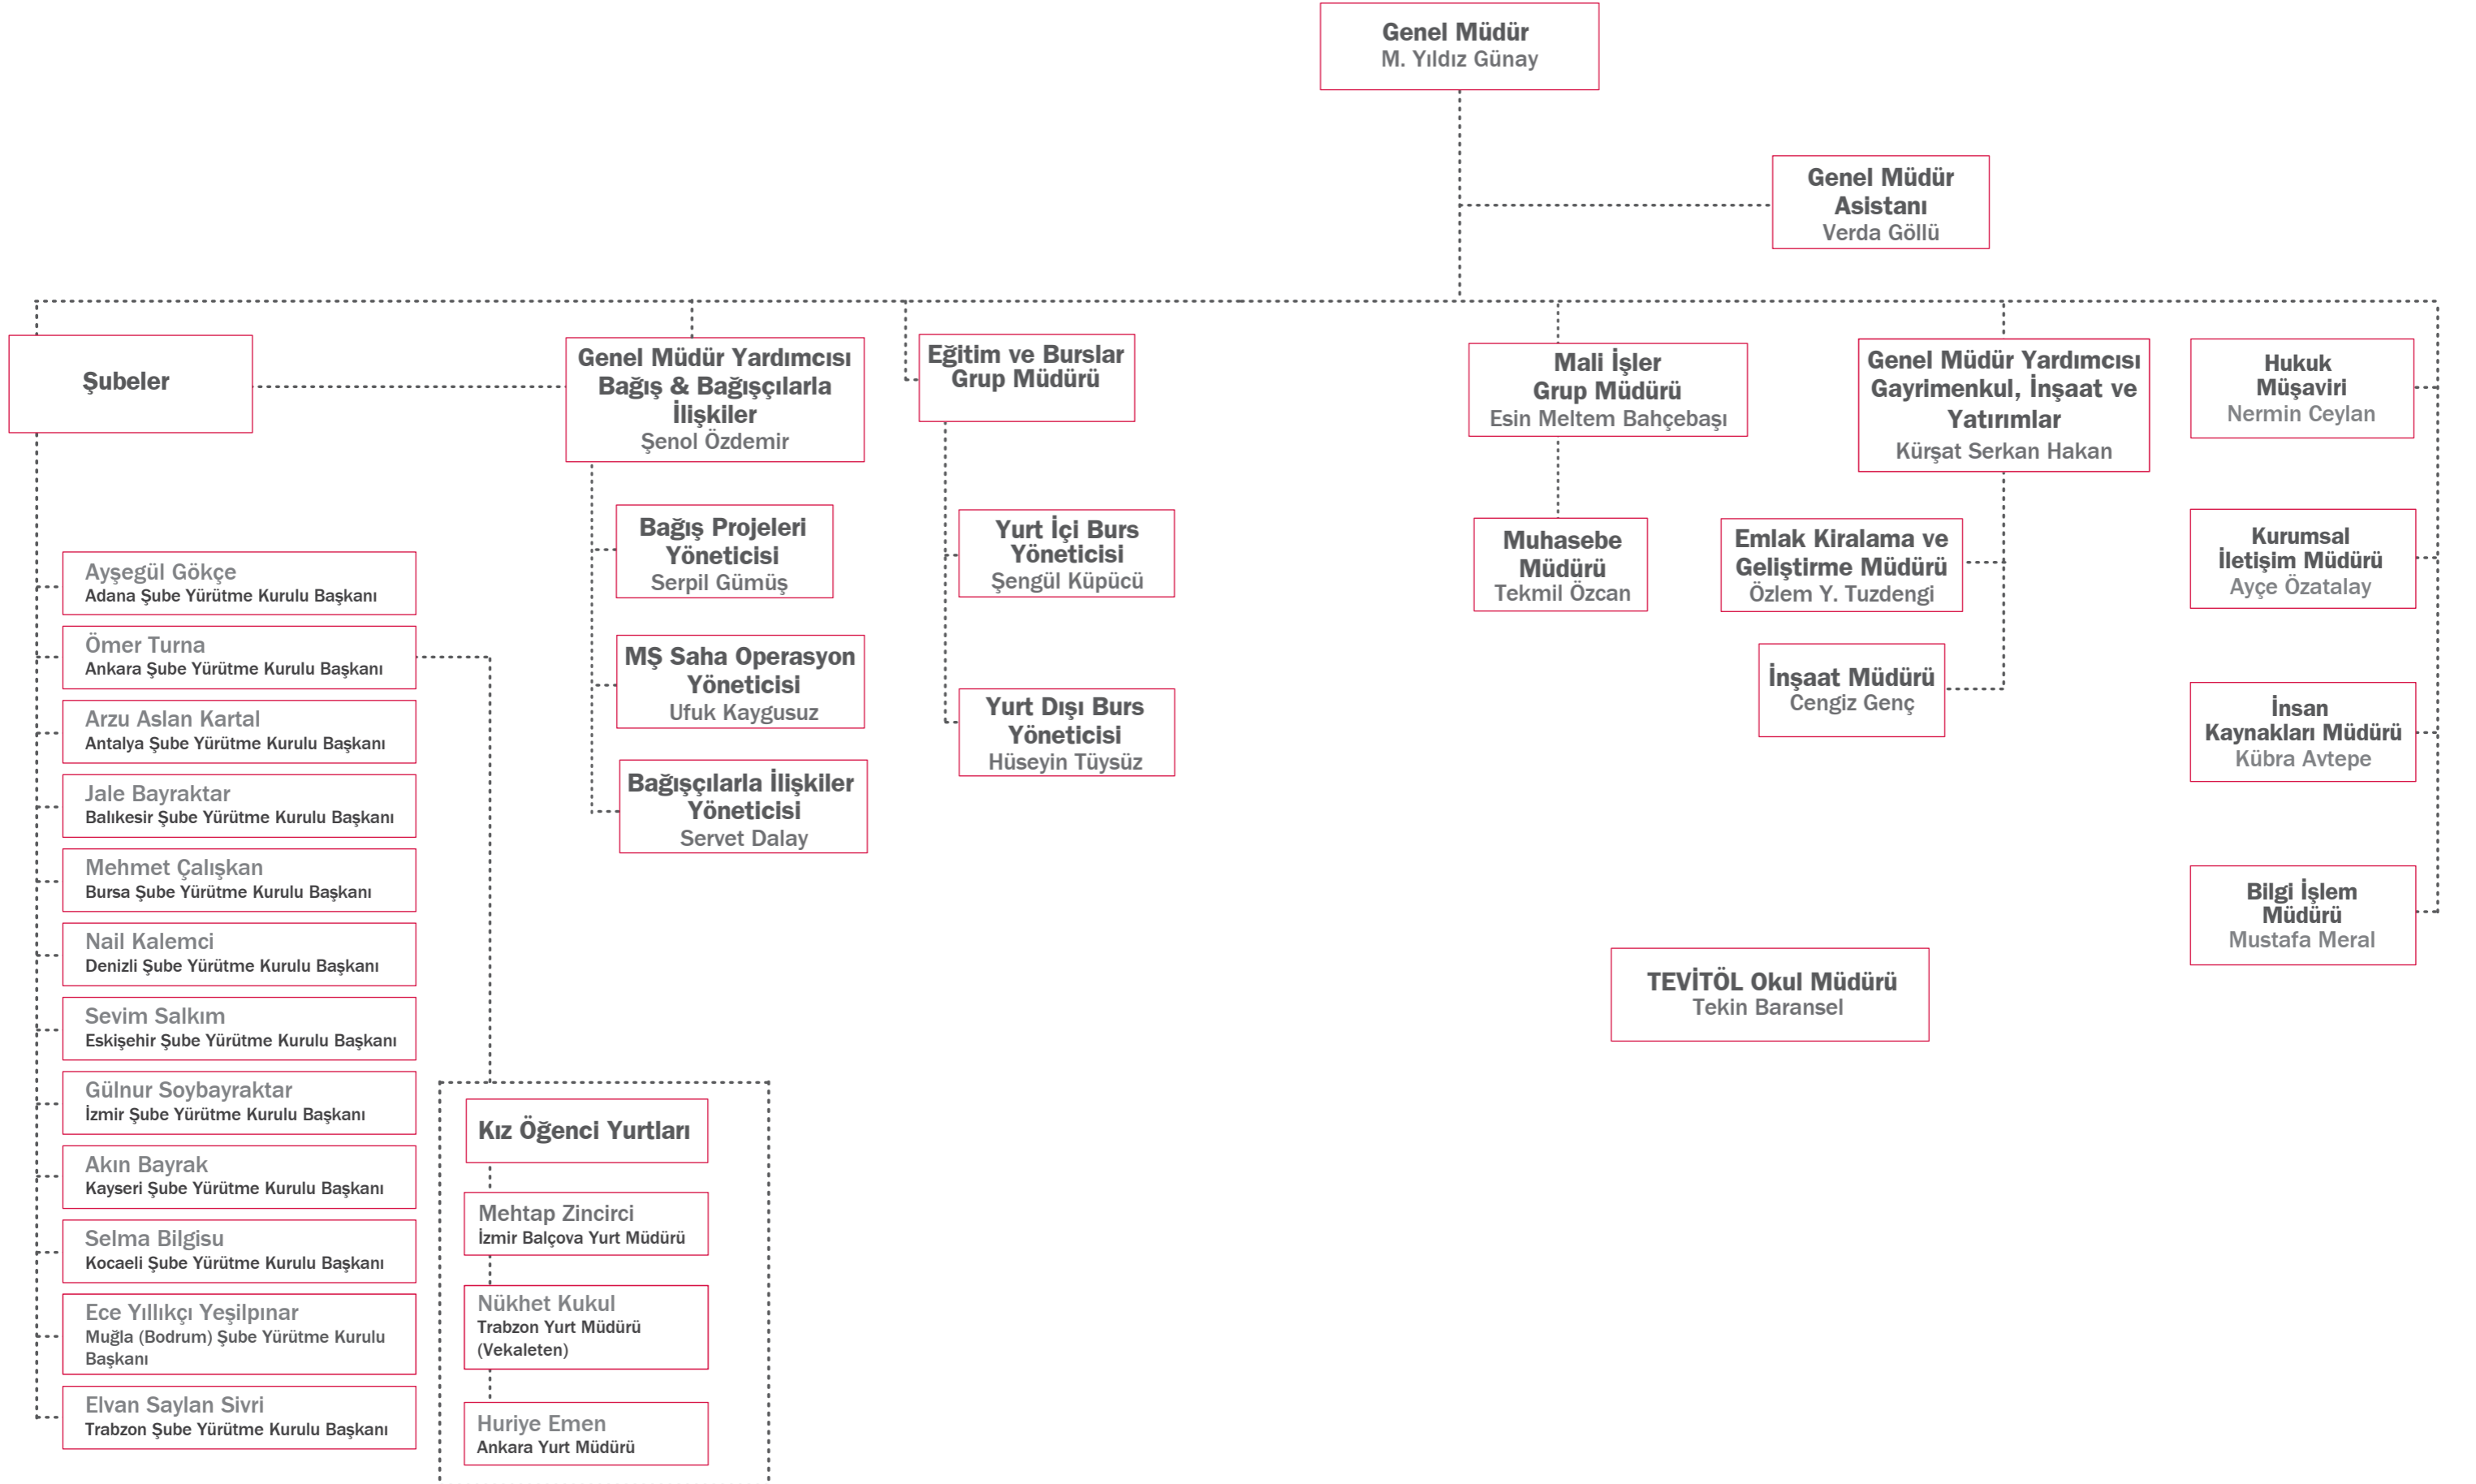 Genel Müdür
M. Yıldız Günay
Genel Müdür
Asistanı
Verda Göllü
Şubeler
Genel Müdür Yardımcısı
Bağış & Bağışçılarla
İlişkiler
Şenol Özdemir
Eğitim ve Burslar
Grup Müdürü
Mali İşler
Grup Müdürü
Esin Meltem Bahçebaşı
Genel Müdür Yardımcısı
Gayrimenkul, İnşaat ve
Yatırımlar
Kürşat Serkan Hakan
Hukuk
Müşaviri
Nermin Ceylan
Bağış Projeleri
Yöneticisi
Serpil Gümüş
MŞ Saha Operasyon
Yöneticisi
Ufuk Kaygusuz
Bağışçılarla İlişkiler
Yöneticisi
Servet Dalay
Yurt İçi Burs
Yöneticisi
Şengül Küpücü
Yurt Dışı Burs
Yöneticisi
Hüseyin Tüysüz
Muhasebe
Müdürü
Tekmil Özcan
Emlak Kiralama ve
Geliştirme Müdürü
Özlem Y. Tuzdengi
İnşaat Müdürü
Cengiz Genç
Kurumsal
İletişim Müdürü
Ayçe Özatalay
İnsan
Kaynakları Müdürü
Kübra Avtepe
Bilgi İşlem
Müdürü
Mustafa Meral
TEVİTÖL Okul Müdürü
Tekin Baransel
Ayşegül Gökçe
Adana Şube Yürütme Kurulu Başkanı
Ömer Turna
Ankara Şube Yürütme Kurulu Başkanı
Arzu Aslan Kartal
Antalya Şube Yürütme Kurulu Başkanı
Jale Bayraktar
Balıkesir Şube Yürütme Kurulu Başkanı
Mehmet Çalışkan
Bursa Şube Yürütme Kurulu Başkanı
Nail Kalemci
Denizli Şube Yürütme Kurulu Başkanı
Sevim Salkım
Eskişehir Şube Yürütme Kurulu Başkanı
Gülnur Soybayraktar
İzmir Şube Yürütme Kurulu Başkanı
Akın Bayrak
Kayseri Şube Yürütme Kurulu Başkanı
Selma Bilgisu
Kocaeli Şube Yürütme Kurulu Başkanı
Ece Yıllıkçı Yeşilpınar
Muğla (Bodrum) Şube Yürütme Kurulu
Başkanı
Elvan Saylan Sivri
Trabzon Şube Yürütme Kurulu Başkanı
Kız Öğenci Yurtları
Mehtap Zincirci
İzmir Balçova Yurt Müdürü
Nükhet Kukul
Trabzon Yurt Müdürü
(Vekaleten)
Huriye Emen
Ankara Yurt Müdürü